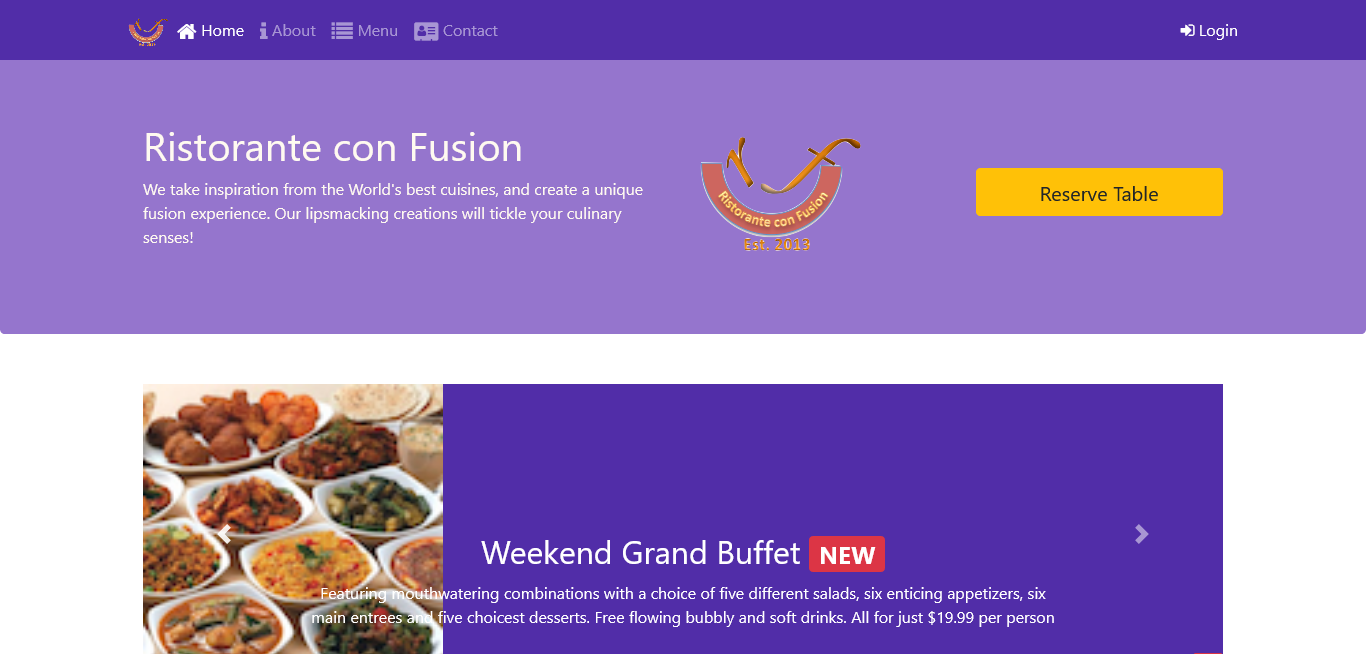 Home About Menu Contact Login
Ristorante con Fusion
We take inspiration from the World's best cuisines, and create a unique
fusion experience. Our lipsmacking creations will tickle your culinary
senses!
Ristorante con Fusion
Est. 2013
Reserve Table
Weekend Grand Buffet NEW
Featuring mouthwatering combinations with a choice of five different salads, six enticing appetizers, six
main entrees and five choicest desserts. Free flowing bubbly and soft drinks. All for just $19.99 per person